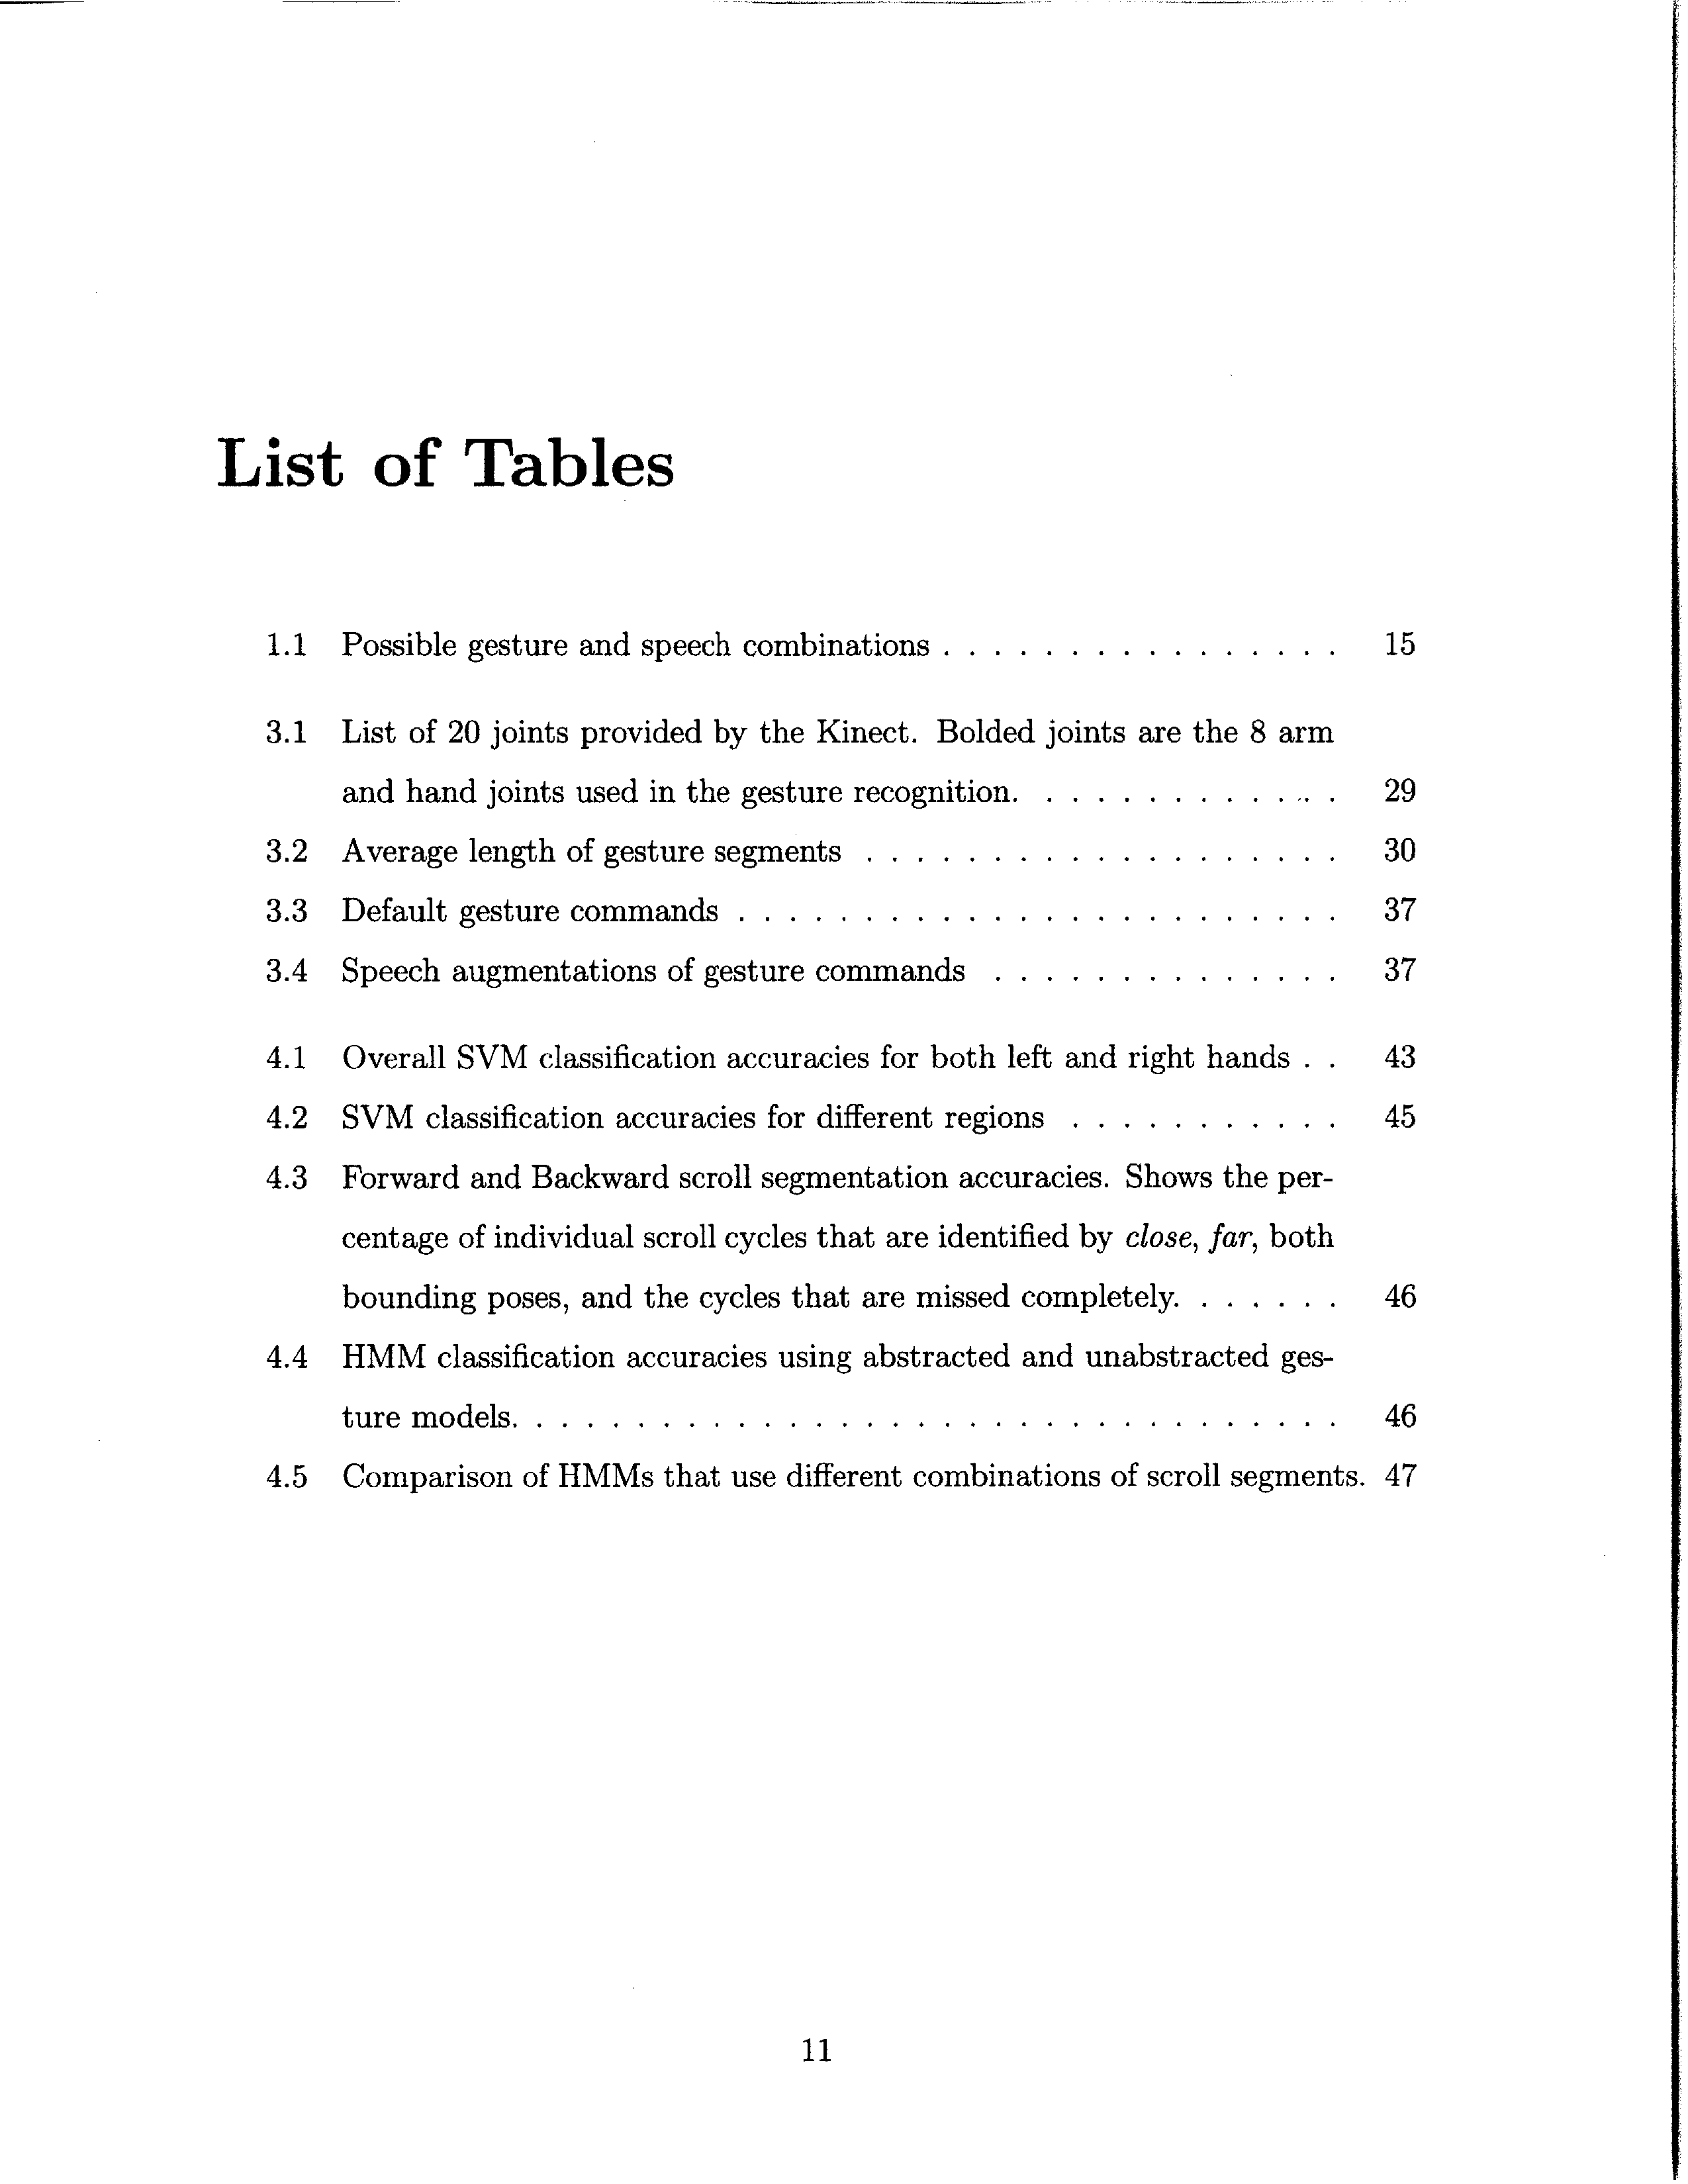 List of Tables
1.1 Possible gesture and speech combinations . . . . . . . . . . . . . . . . 15
3.1 List of 20 joints provided by the Kinect. Bolded joints are the 8 arm
and hand joints used in the gesture recognition. . . . . . . . . . . . . 29
3.2 Average length of gesture segments . . . . . . . . . . . . . . . . . . . 30
3.3 Default gesture commands . . . . . . . . . . . . . . . . . . . . . . . . 37
3.4 Speech augmentations of gesture commands . . . . . . . . . . . . . . 37
4.1 Overall SVM classification accuracies for both left and right hands . . 43
4.2 SVM classification accuracies for different regions . . . . . . . . . . . 45
4.3 Forward and Backward scroll segmentation accuracies. Shows the per-
centage of individual scroll cycles that are identified by close, far, both
bounding poses, and the cycles that are missed completely. . . . . . . 46
4.4 HMM classification accuracies using abstracted and unabstracted ges-
ture models. . . . . . . . . . . . . . . . . . . . . . . . . . . . . . . . . 46
4.5 Comparison of HMMs that use different combinations of scroll segments. 47
11